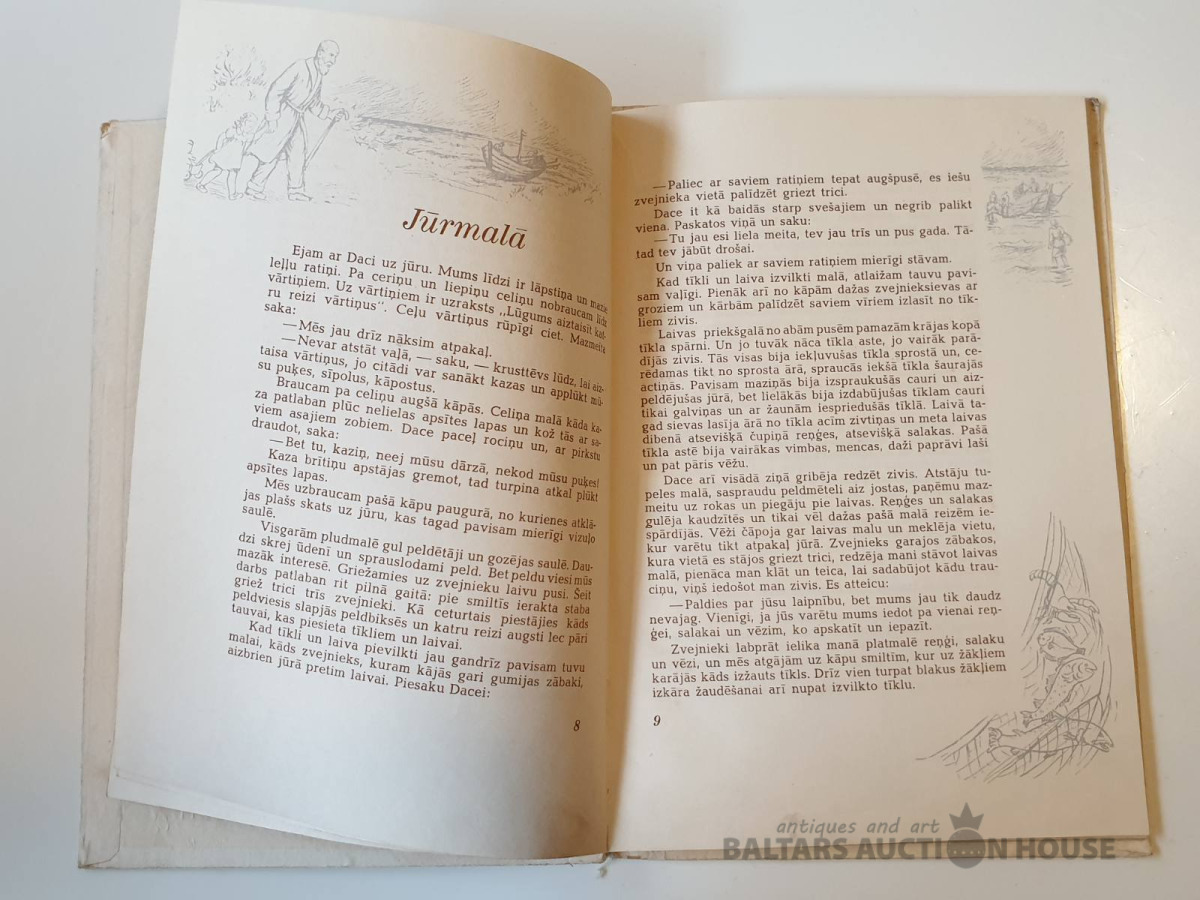 Jūrmalā
Ejam ar Daci uz jūru. Mums līdzi ir lāpstiņa un mazie
leļļu ratiņi. Pa ceriņu un liepiņu celiņu nobraucam līdz
vārtiņiem. Uz vārtiņiem ir uzraksts „Lūgums aiztaisīt kat-
ru reizi vārtiņus". Ceļu vārtiņus rūpīgi ciet. Mazmeita
saka:
— Mēs jau drīz nāksim atpakaļ.
— Nevar atstāt vaļā, — saku, — krusttēvs lūdz, lai aiz-
taisa vārtiņus, jo citādi var sanākt kazas un applūkt mū-
su puķes, sīpolus, kāpostus.
Braucam pa celiņu augšā kāpās. Celiņa malā kāda ka-
za patlaban plūc nelielas apsītes lapas un kož tās ar sa-
viem asajiem zobiem. Dace paceļ rociņu un, ar pirkstu
draudot, saka:
— Bet tu, kaziņ, neej mūsu dārzā, nekod mūsu puķes!
Kaza brītiņu apstājas gremot, tad turpina atkal plūkt
apsītes lapas.
Mēs uzbraucam pašā kāpu paugurā, no kurienes atklā-
jas plašs skats uz jūru, kas tagad pavisam mierīgi vizuļo
saulē.
Visgarām pludmalē gul peldētāji un gozējas saulē. Dau-
dzi skrej ūdenī un sprauslodami peld. Bet peldu viesi mūs
mazāk interesē. Griežamies uz zvejnieku laivu pusi. Šeit
darbs patlaban rit pilnā gaitā: pie smiltīs ierakta staba
griež trici trīs zvejnieki. Kā ceturtais piestājies kāds
peldviesis slapjās peldbiksēs un katru reizi augsti lec pāri
tauvai, kas piesieta tīkliem un laivai.
Kad tīkli un laiva pievilkti jau gandrīz pavisam tuvu
malai, kāds zvejnieks, kuram kājās gari gumijas zābaki,
aizbrien jūrā pretim laivai. Piesaku Dacei:
8
— Paliec ar saviem ratiņiem tepat augšpusē, es iešu
zvejnieka vietā palīdzēt griezt trici.
Dace it kā baidās starp svešajiem un negrib palikt
viena. Paskatos viņā un saku:
— Tu jau esi liela meita, tev jau trīs un pus gada. Tā-
tad tev jābūt drošai.
Un viņa paliek ar saviem ratiņiem mierīgi stāvam.
Kad tīkli un laiva izvilkti malā, atlaižam tauvu pavi-
sam vaļīgi. Pienāk arī no kāpām dažas zvejnieksievas ar
groziem un kārbām palīdzēt saviem vīriem izlasīt no tīk-
liem zivis.
Laivas priekšgalā no abām pusēm pamazām krājas kopā
tīkla spārni. Un jo tuvāk nāca tīkla aste, jo vairāk parā-
dījās zivis. Tās visas bija iekļuvušas tīkla sprostā un, ce-
rēdamas tikt no sprosta ārā, spraucās iekšā tīkla šaurajās
actiņās. Pavisam maziņās bija izspraukušās cauri un aiz-
peldējušas jūrā, bet lielākās bija izdabūjušas tīklam cauri
tikai galviņas un ar žaunām iespriedušās tīklā. Laivā ta-
gad sievas lasīja ārā no tīkla acīm zivtiņas un meta laivas
dibenā atsevišķā čupiņā reņģes, atsevišķā salakas. Pašā
tīkla astē bija vairākas vimbas, mencas, daži paprāvi laši
un pat pāris vēžu.
Dace arī visādā ziņā gribēja redzēt zivis. Atstāju tu-
peles malā, saspraudu peldmēteli aiz jostas, paņēmu maz-
meitu uz rokas un piegāju pie laivas. Reņģes un salakas
gulēja kaudzītēs un tikai vēl dažas pašā malā reizēm ie-
spārdījās. Vēži čāpoja gar laivas malu un meklēja vietu,
kur varētu tikt atpakaļ jūrā. Zvejnieks garajos zābakos,
kura vietā es stājos griezt trici, redzēja mani stāvot laivas
malā, pienāca man klāt un teica, lai sadabūjot kādu trau-
ciņu, viņš iedošot man zivis. Es atteicu:
— Paldies par jūsu laipnību, bet mums jau tik daudz
nevajag. Vienīgi, ja jūs varētu mums iedot pa vienai reņ-
ģei, salakai un vēzim, ko apskatīt un iepazīt.
Zvejnieki labprāt ielika manā platmalē reņģi, salaku
un vēzi, un mēs atgājām uz kāpu smiltīm, kur uz žākļiem
karājās kāds izžauts tīkls. Drīz vien turpat blakus žākļiem
izkāra žaudēšanai arī nupat izvilkto tīklu.
9
antiques and art
BALTARS AUCTION HOUSE